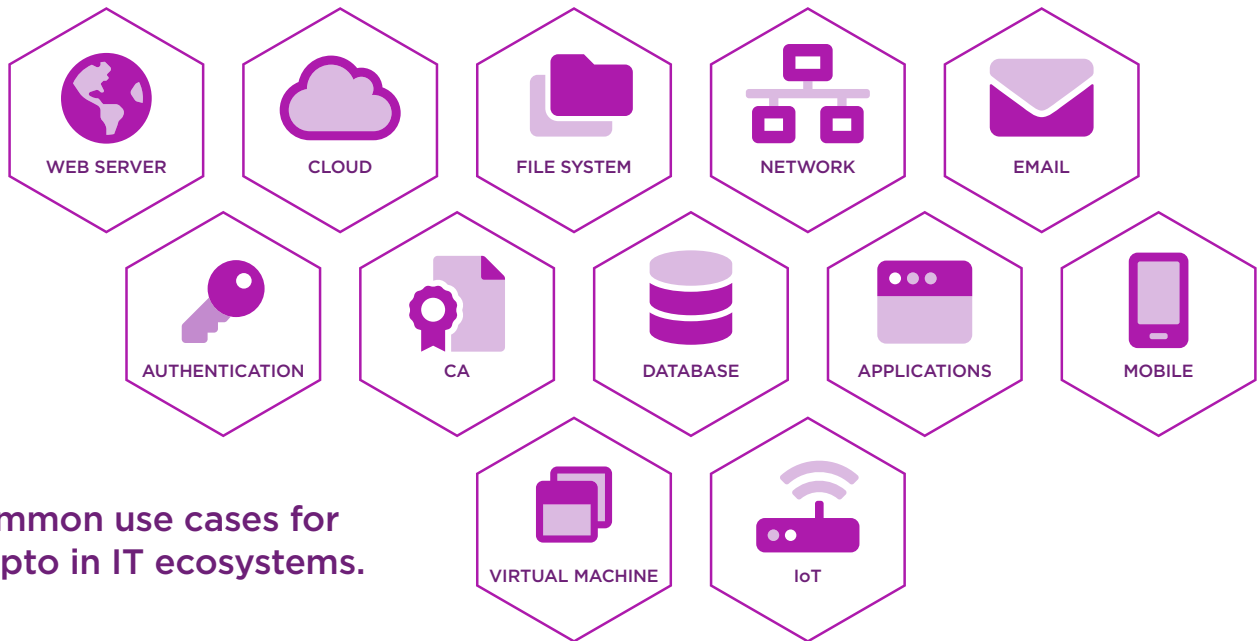 WEB SERVER
CLOUD
FILE SYSTEM
NETWORK
EMAIL
AUTHENTICATION
CA
DATABASE
APPLICATIONS
MOBILE
VIRTUAL MACHINE
IoT
mmon use cases for
pto in IT ecosystems.